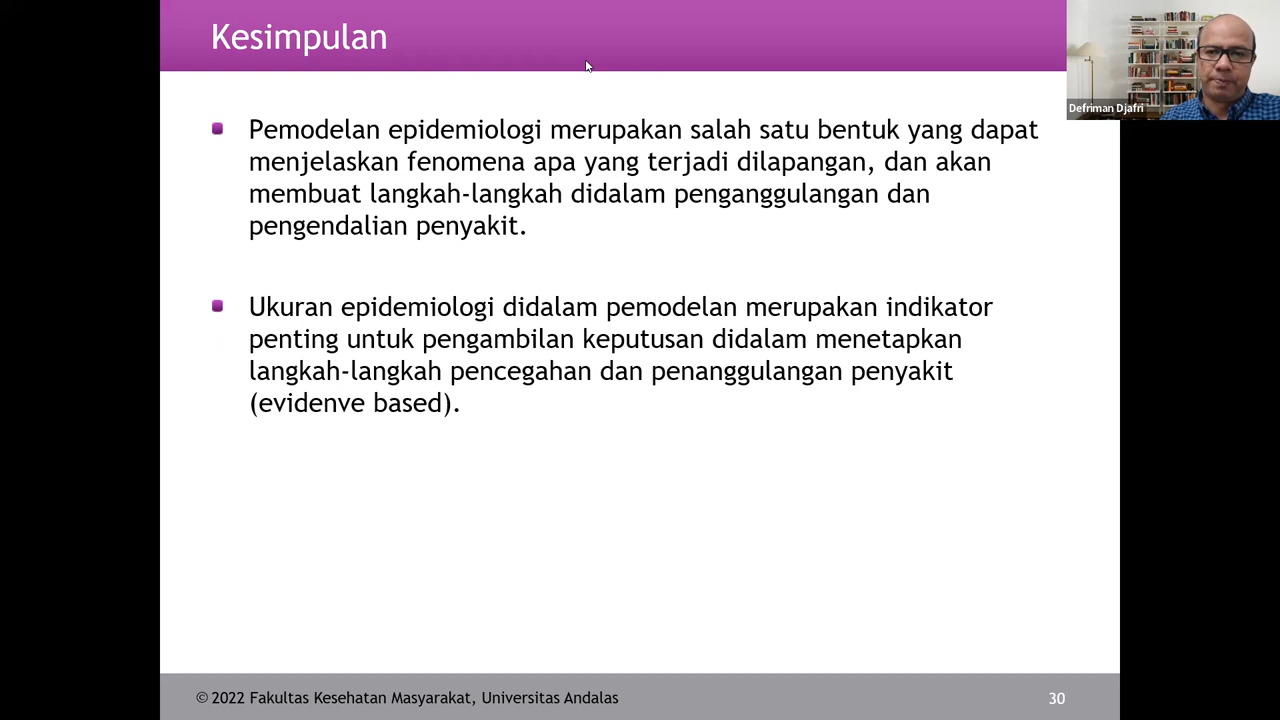 Kesimpulan
Defriman Djafri
Pemodelan epidemiologi merupakan salah satu bentuk yang dapat
menjelaskan fenomena apa yang terjadi dilapangan, dan akan
membuat langkah-langkah didalam penganggulangan dan
pengendalian penyakit.
Ukuran epidemiologi didalam pemodelan merupakan indikator
penting untuk pengambilan keputusan didalam menetapkan
langkah-langkah pencegahan dan penanggulangan penyakit
(evidenve based).
© 2022 Fakultas Kesehatan Masyarakat, Universitas Andalas
30